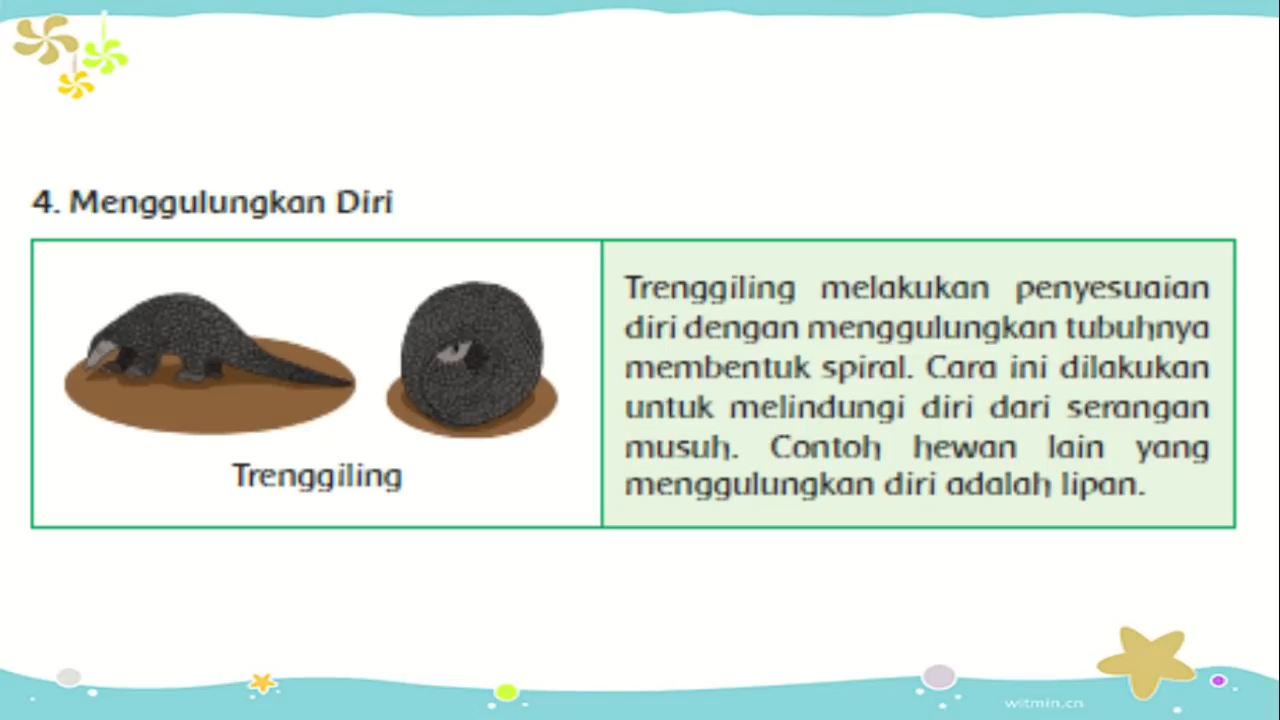 4. Menggulungkan Diri
Trenggiling
Trenggiling melakukan penyesuaian
diri dengan menggulungkan tubuhnya
membentuk spiral. Cara ini dilakukan
untuk melindungi diri dari serangan
musuh. Contoh hewan lain yang
menggulungkan diri adalah lipan.
witmin.cn